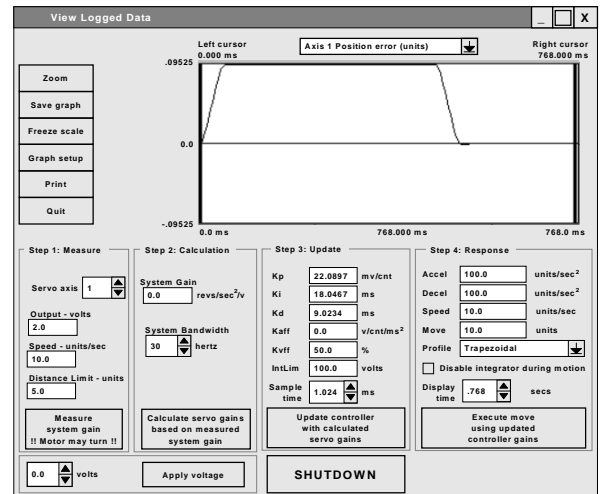 View Logged Data
_ X
Left cursor
0.000 ms
Axis 1 Position error (units)
Right cursor
768.000 ms
.09525
0.0
-.09525
0.0 ms
768.000 ms
768.0 ms
Zoom
Save graph
Freeze scale
Graph setup
Print
Quit
Step 1: Measure
Servo axis 1
Output - volts
2.0
Speed - units/sec
10.0
Distance Limit - units
5.0
Measure
system gain
!! Motor may turn !!
Step 2: Calculation
System Gain
0.0 revs/sec²/v
System Bandwidth
30 hertz
Calculate servo gains
based on measured
system gain
Step 3: Update
Kp 22.0897 mv/cnt
Ki 18.0467 ms
Kd 9.0234 ms
Kaff 0.0 v/cnt/ms²
Kvff 50.0 %
IntLim 100.0 volts
Sample
time 1.024 ms
Update controller
with calculated
servo gains
Step 4: Response
Accel 100.0 units/sec²
Decel 100.0 units/sec²
Speed 10.0 units/sec
Move 10.0 units
Profile Trapezoidal
Disable integrator during motion
Display
time .768 secs
Execute move
using updated
controller gains
0.0 volts
Apply voltage
SHUTDOWN